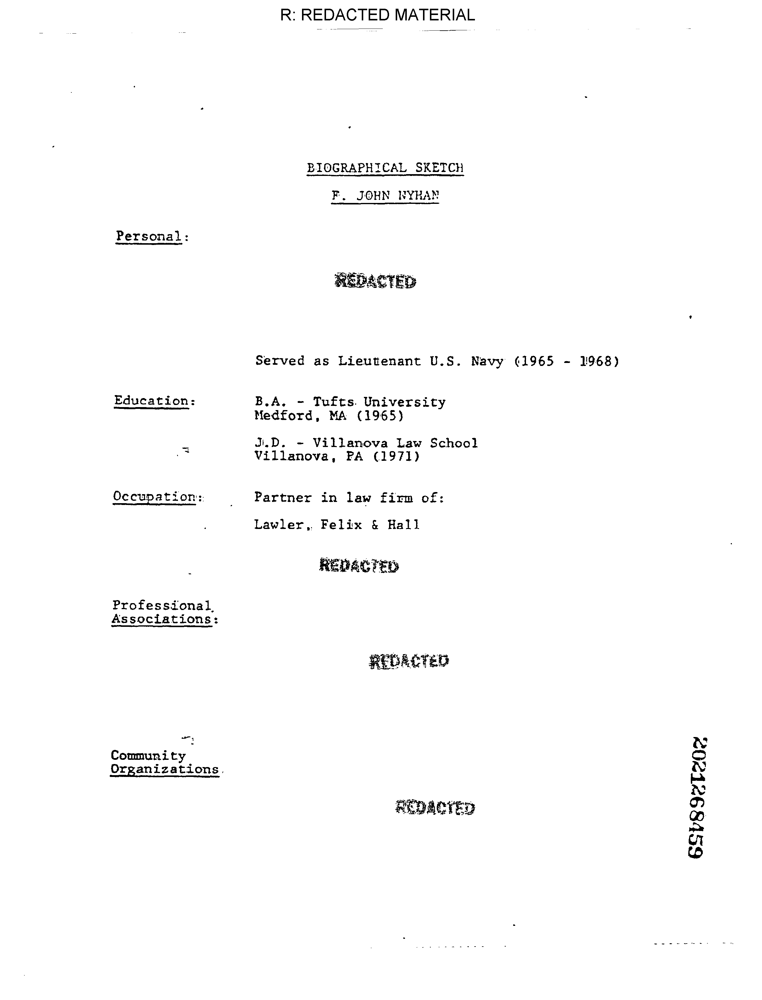 R: REDACTED MATERIAL
BIOGRAPHICAL SKETCH
F. JOHN NYHAN
Personal:
REDACTED
Served as Lieutenant U.S. Navy (1965 - 1968)
Education:
B.A. - Tufts University
Medford, MA (1965)
J.D. - Villanova Law School
Villanova, PA (1971)
Occupation:
Partner in law firm of:
Lawler, Felix & Hall
REDACTED
Professional
Associations:
REDACTED
Community
Organizations
REDACTED
2021268459